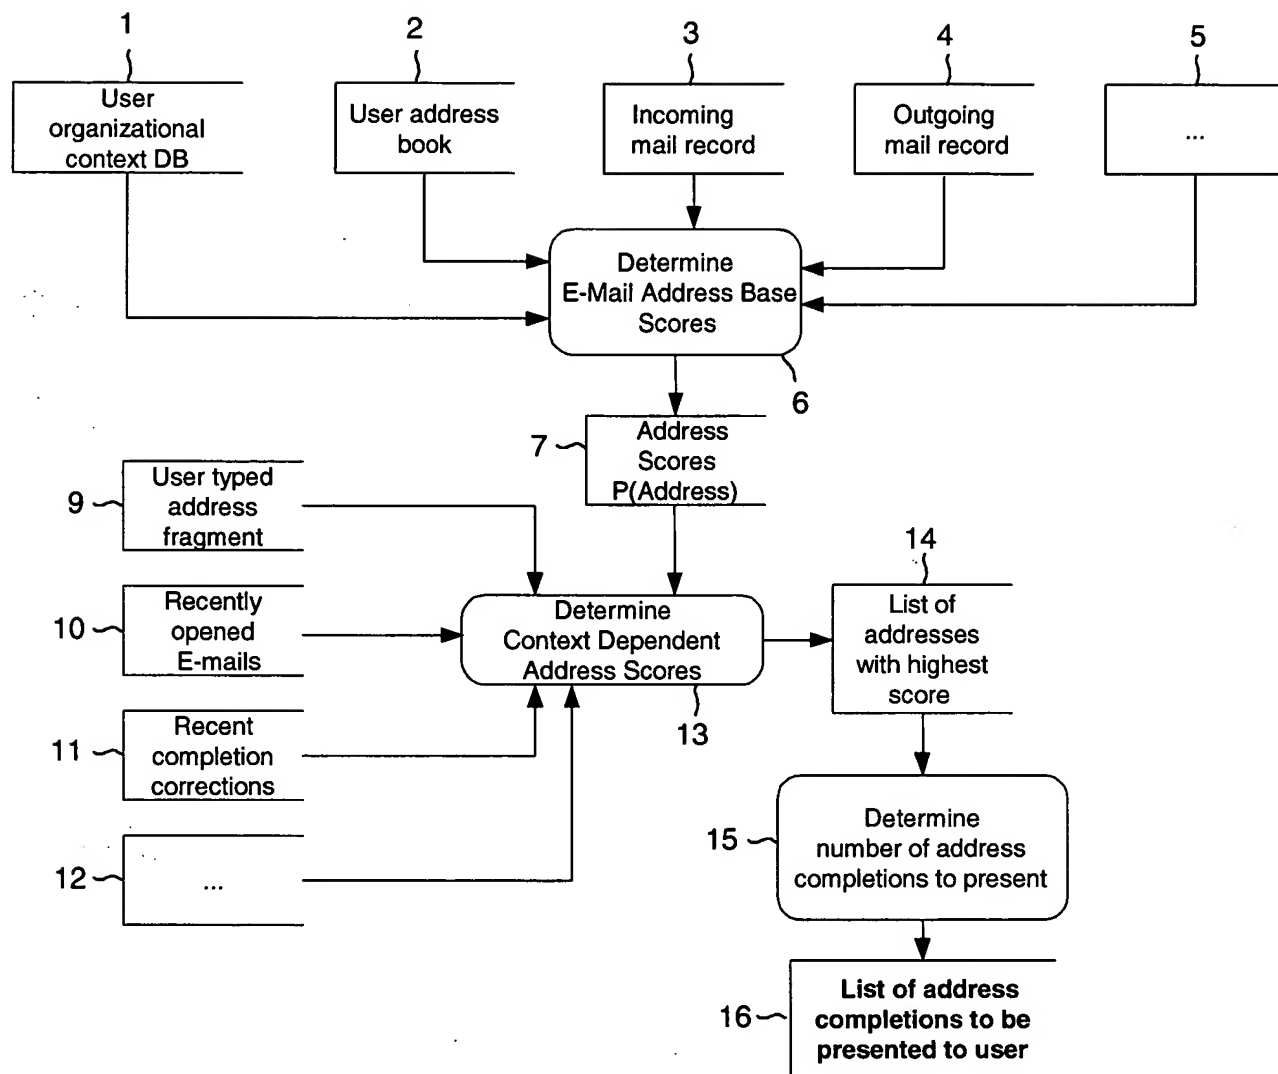 1
2
3
4
5
User
organizational
context DB
User address
book
Incoming
mail record
Outgoing
mail record
...
Determine
E-Mail Address Base
Scores
6
7
Address
Scores
P(Address)
9
User typed
address
fragment
10
Recently
opened
E-mails
Determine
Context Dependent
Address Scores
13
14
List of
addresses
with highest
score
11
Recent
completion
corrections
12
...
15
Determine
number of address
completions to present
16
List of address
completions to be
presented to user